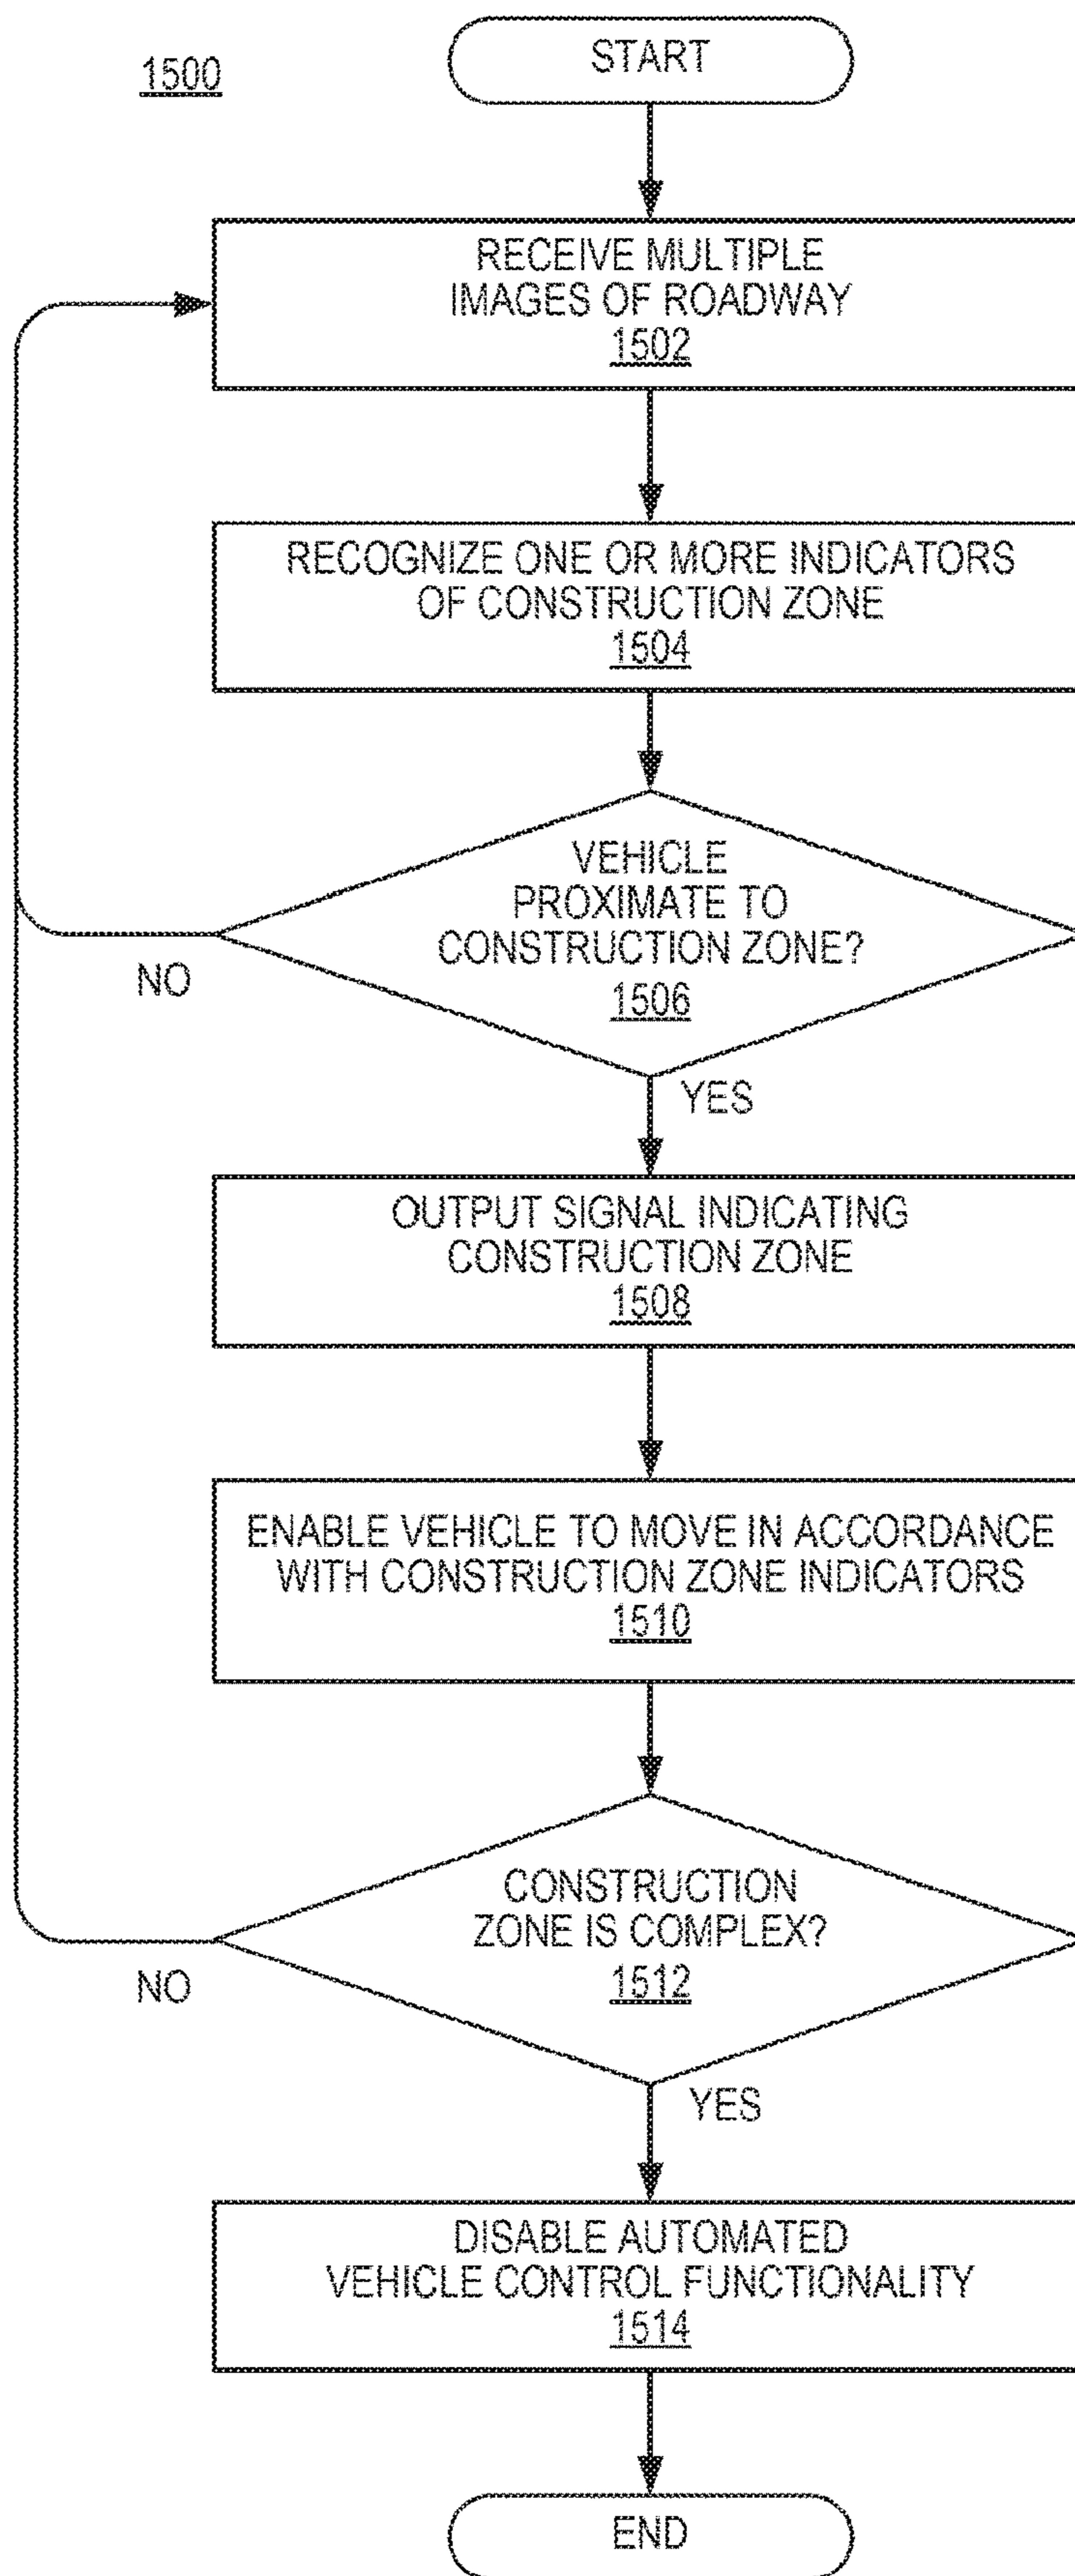 1500
START
RECEIVE MULTIPLE
IMAGES OF ROADWAY
1502
RECOGNIZE ONE OR MORE INDICATORS
OF CONSTRUCTION ZONE
1504
VEHICLE
PROXIMATE TO
CONSTRUCTION ZONE?
1506
NO
YES
OUTPUT SIGNAL INDICATING
CONSTRUCTION ZONE
1508
ENABLE VEHICLE TO MOVE IN ACCORDANCE
WITH CONSTRUCTION ZONE INDICATORS
1510
CONSTRUCTION
ZONE IS COMPLEX?
1512
NO
YES
DISABLE AUTOMATED
VEHICLE CONTROL FUNCTIONALITY
1514
END